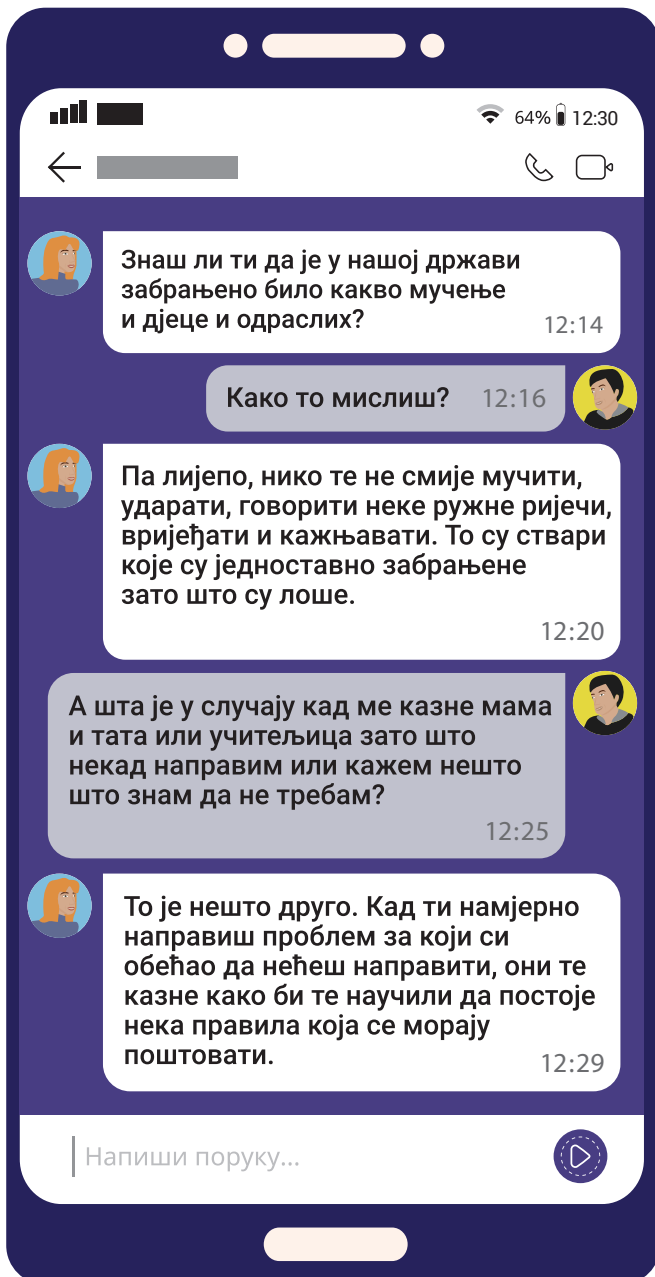 64% 12:30
Знаш ли ти да је у нашој држави
забрањено било какво мучење
и дјеце и одраслих?
12:14
Како то мислиш? 12:16
Па лијепо, нико те не смије мучити,
ударати, говорити неке ружне ријечи,
вријеђати и кажњавати. То су ствари
које су једноставно забрањене
зато што су лоше.
12:20
А шта је у случају кад ме казне мама
и тата или учитељица зато што
некад направим или кажем нешто
што знам да не требам?
12:25
То је нешто друго. Кад ти намјерно
направиш проблем за који си
обећао да нећеш направити, они те
казне како би те научили да постоје
нека правила која се морају
поштовати.
12:29
Напиши поруку...